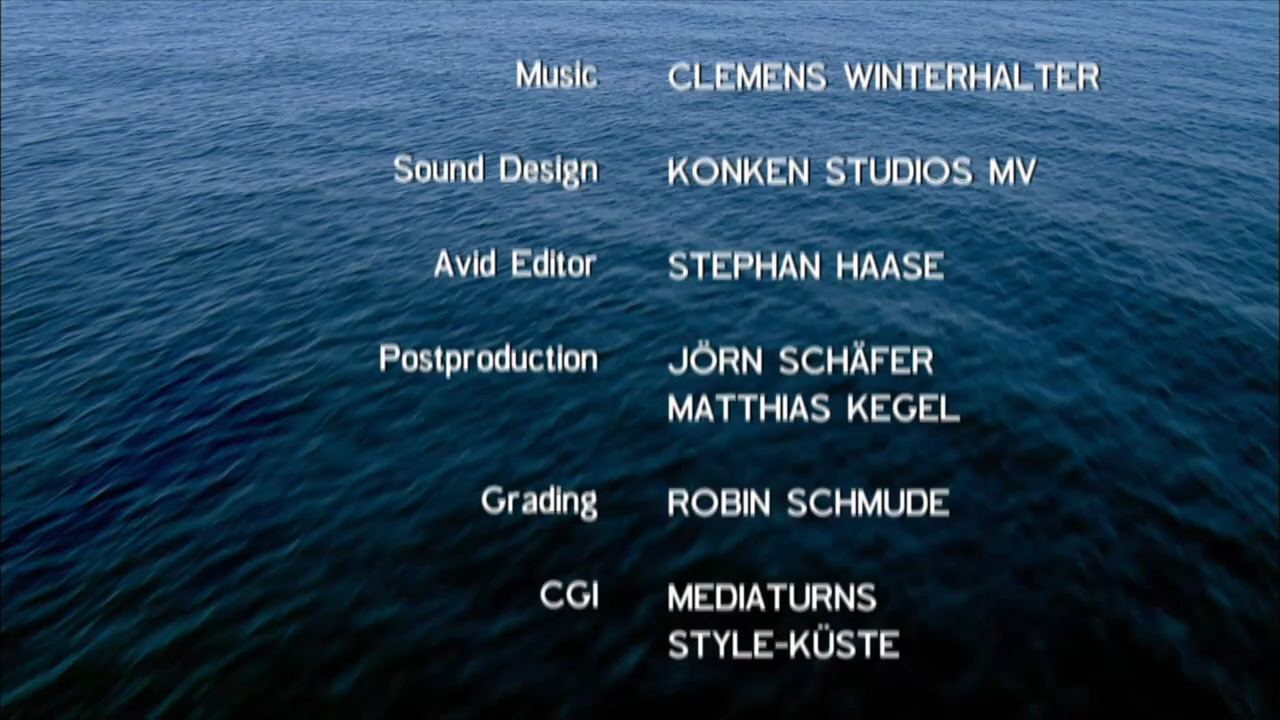 Music CLEMENS WINTERHALTER
Sound Design KONKEN STUDIOS MV
Avid Editor STEPHAN HAASE
Postproduction JÖRN SCHÄFER
MATTHIAS KEGEL
Grading ROBIN SCHMUDE
CGI MEDIATURNS
STYLE-KÜSTE